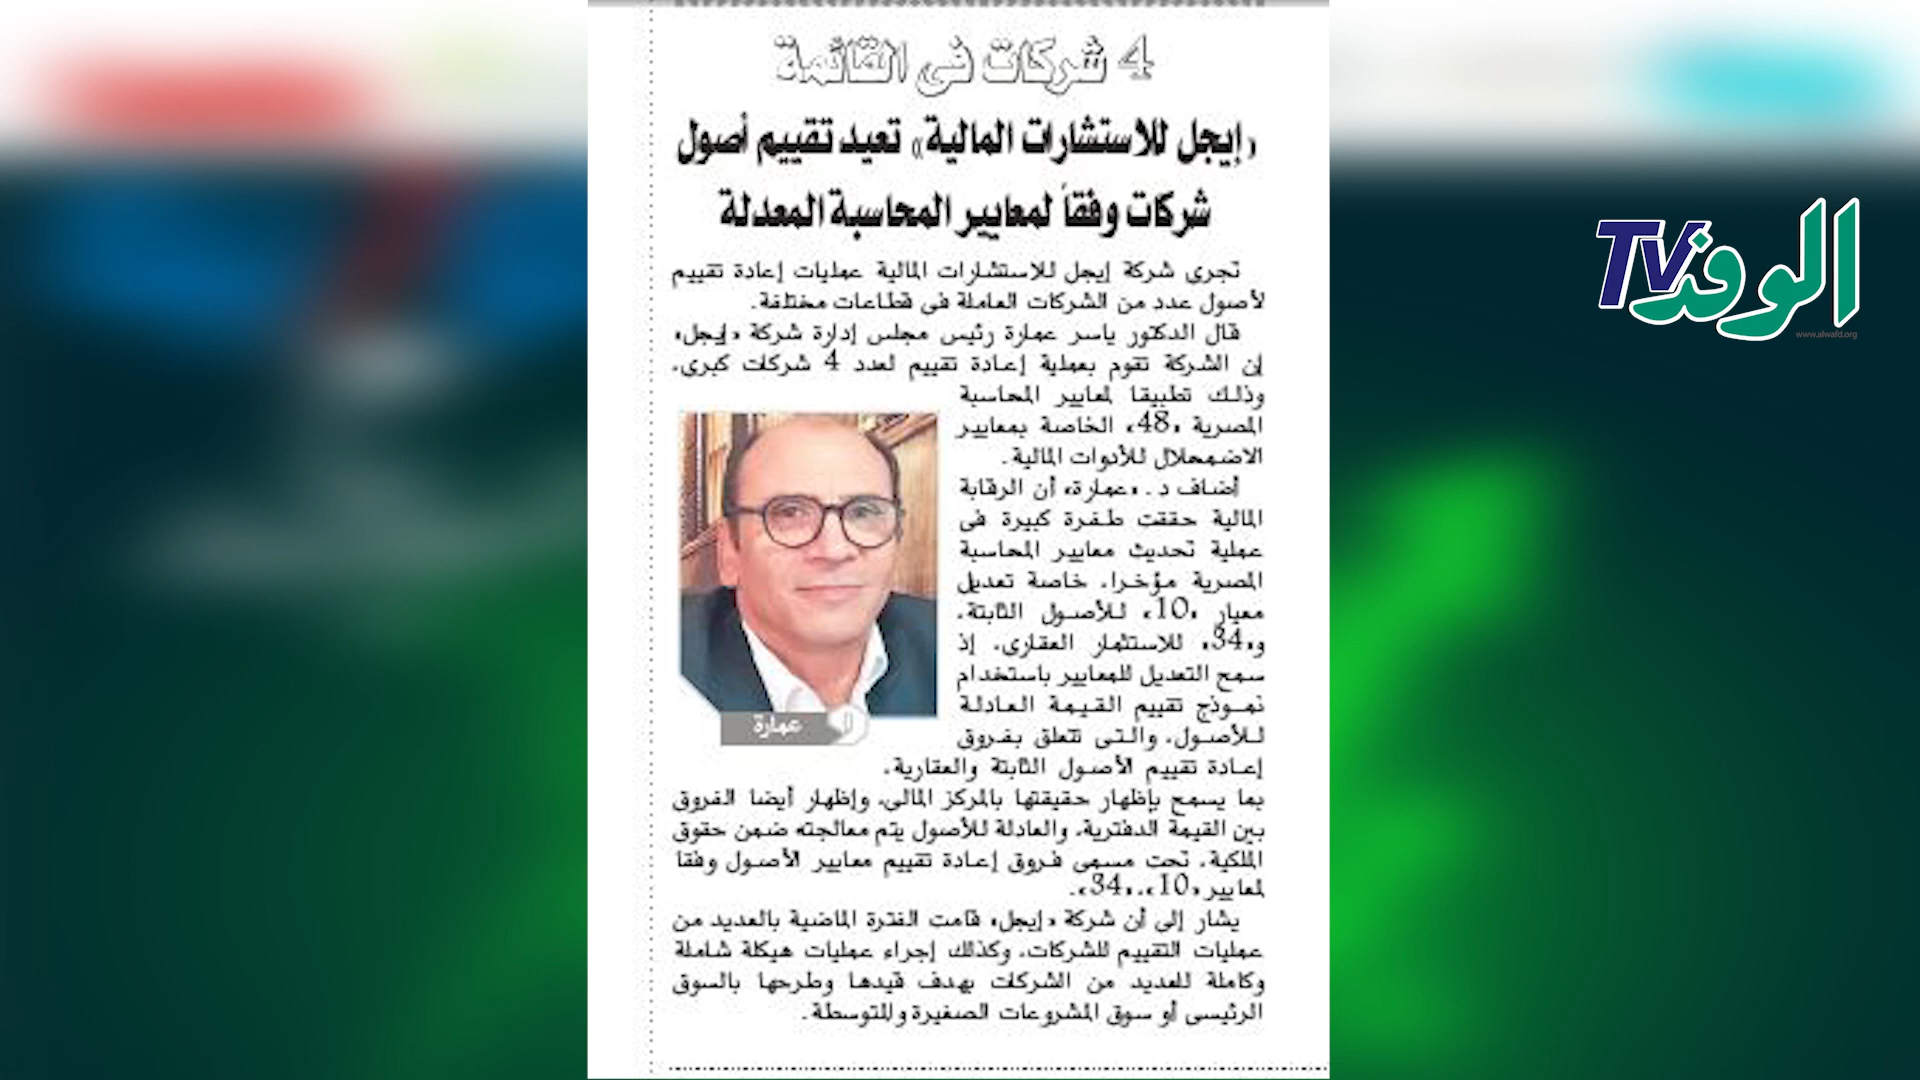 4 شركات فى القائمة
«إيجل للاستشارات المالية» تعيد تقييم أصول
شركات وفقاً لمعايير المحاسبة المعدلة
تجرى شركة إيجل للاستشارات المالية عمليات إعادة تقييم
لأصول عدد من الشركات العاملة فى قطاعات مختلفة.
قال الدكتور ياسر عمارة رئيس مجلس إدارة شركة «إيجل»
إن الشركة تقوم بعملية إعادة تقييم لعدد 4 شركات كبرى،
وذلك تطبيقا لمعايير المحاسبة
المصرية «48» الخاصة بمعايير
الاضمحلال للأدوات المالية.
أضاف د. «عمارة» أن الرقابة
المالية حققت طفرة كبيرة فى
عملية تحديث معايير المحاسبة
المصرية مؤخرا، خاصة تعديل
معيار «10» للأصول الثابتة،
و«34» للاستثمار العقارى، إذ
سمح التعديل للمعايير باستخدام
نموذج تقييم القيمة العادلة
للأصول، والتى تتعلق بفروق
إعادة تقييم الأصول الثابتة والعقارية،
بما يسمح بإظهار حقيقتها بالمركز المالى، وإظهار أيضا الفروق
بين القيمة الدفترية، والعادلة للأصول يتم معالجته ضمن حقوق
الملكية، تحت مسمى فروق إعادة تقييم معايير الأصول وفقا
لمعايير «10»، «34».
يشار إلى أن شركة «إيجل» قامت الفترة الماضية بالعديد من
عمليات التقييم للشركات، وكذلك إجراء عمليات هيكلة شاملة
وكاملة للعديد من الشركات بهدف قيدها وطرحها بالسوق
الرئيسى أو سوق المشروعات الصغيرة والمتوسطة.
عمارة
الوفد TV
www.alwafd.org